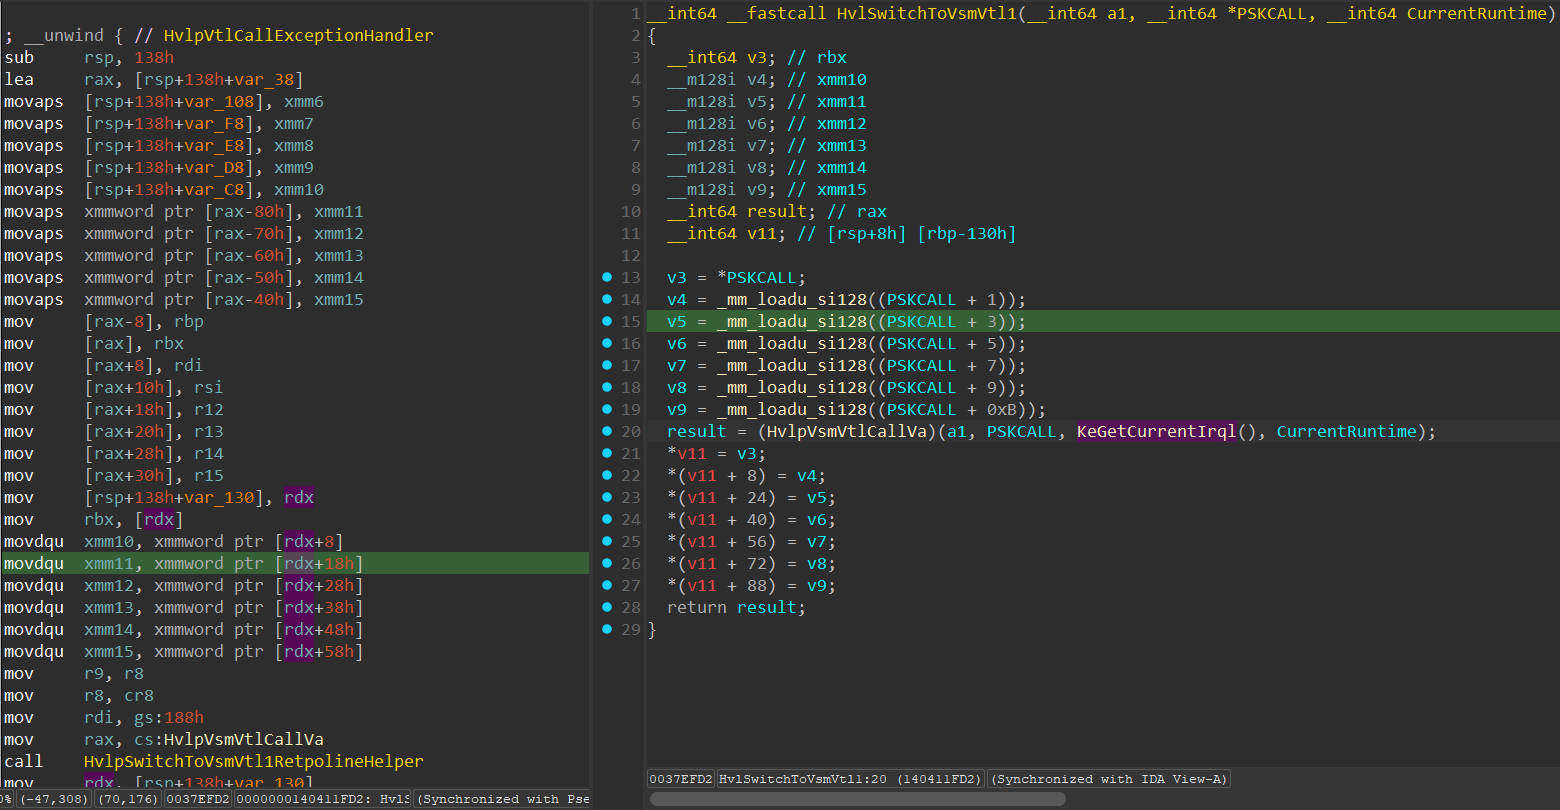 ; __unwind { // HvlpVtlCallExceptionHandler
sub rsp, 138h
lea rax, [rsp+138h+var_38]
movaps [rsp+138h+var_108], xmm6
movaps [rsp+138h+var_F8], xmm7
movaps [rsp+138h+var_E8], xmm8
movaps [rsp+138h+var_D8], xmm9
movaps [rsp+138h+var_C8], xmm10
movaps xmmword ptr [rax-80h], xmm11
movaps xmmword ptr [rax-70h], xmm12
movaps xmmword ptr [rax-60h], xmm13
movaps xmmword ptr [rax-50h], xmm14
movaps xmmword ptr [rax-40h], xmm15
mov [rax-8], rbp
mov [rax], rbx
mov [rax+8], rdi
mov [rax+10h], rsi
mov [rax+18h], r12
mov [rax+20h], r13
mov [rax+28h], r14
mov [rax+30h], r15
mov [rsp+138h+var_130], rdx
mov rbx, [rdx]
movdqu xmm10, xmmword ptr [rdx+8]
movdqu xmm11, xmmword ptr [rdx+18h]
movdqu xmm12, xmmword ptr [rdx+28h]
movdqu xmm13, xmmword ptr [rdx+38h]
movdqu xmm14, xmmword ptr [rdx+48h]
movdqu xmm15, xmmword ptr [rdx+58h]
mov r9, r8
mov r8, cr8
mov rdi, gs:188h
mov rax, cs:HvlpVsmVtlCallVa
call HvlpSwitchToVsmVtl1RetpolineHelper
mov rdx, [rsp+138h+var_130]
0% (-47,308) (70,176) 0037EFD2 0000000140411FD2: HvlS (Synchronized with Pse
1 __int64 __fastcall HvlSwitchToVsmVtl1(__int64 a1, __int64 *PSKCALL, __int64 CurrentRuntime)
2 {
3 __int64 v3; // rbx
4 __m128i v4; // xmm10
5 __m128i v5; // xmm11
6 __m128i v6; // xmm12
7 __m128i v7; // xmm13
8 __m128i v8; // xmm14
9 __m128i v9; // xmm15
10 __int64 result; // rax
11 __int64 v11; // [rsp+8h] [rbp-130h]
12
13 v3 = *PSKCALL;
14 v4 = _mm_loadu_si128((PSKCALL + 1));
15 v5 = _mm_loadu_si128((PSKCALL + 3));
16 v6 = _mm_loadu_si128((PSKCALL + 5));
17 v7 = _mm_loadu_si128((PSKCALL + 7));
18 v8 = _mm_loadu_si128((PSKCALL + 9));
19 v9 = _mm_loadu_si128((PSKCALL + 0xB));
20 result = (HvlpVsmVtlCallVa)(a1, PSKCALL, KeGetCurrentIrql(), CurrentRuntime);
21 *v11 = v3;
22 *(v11 + 8) = v4;
23 *(v11 + 24) = v5;
24 *(v11 + 40) = v6;
25 *(v11 + 56) = v7;
26 *(v11 + 72) = v8;
27 *(v11 + 88) = v9;
28 return result;
29 }
0037EFD2 HvlSwitchToVsmVtl1:20 (140411FD2) (Synchronized with IDA View-A)